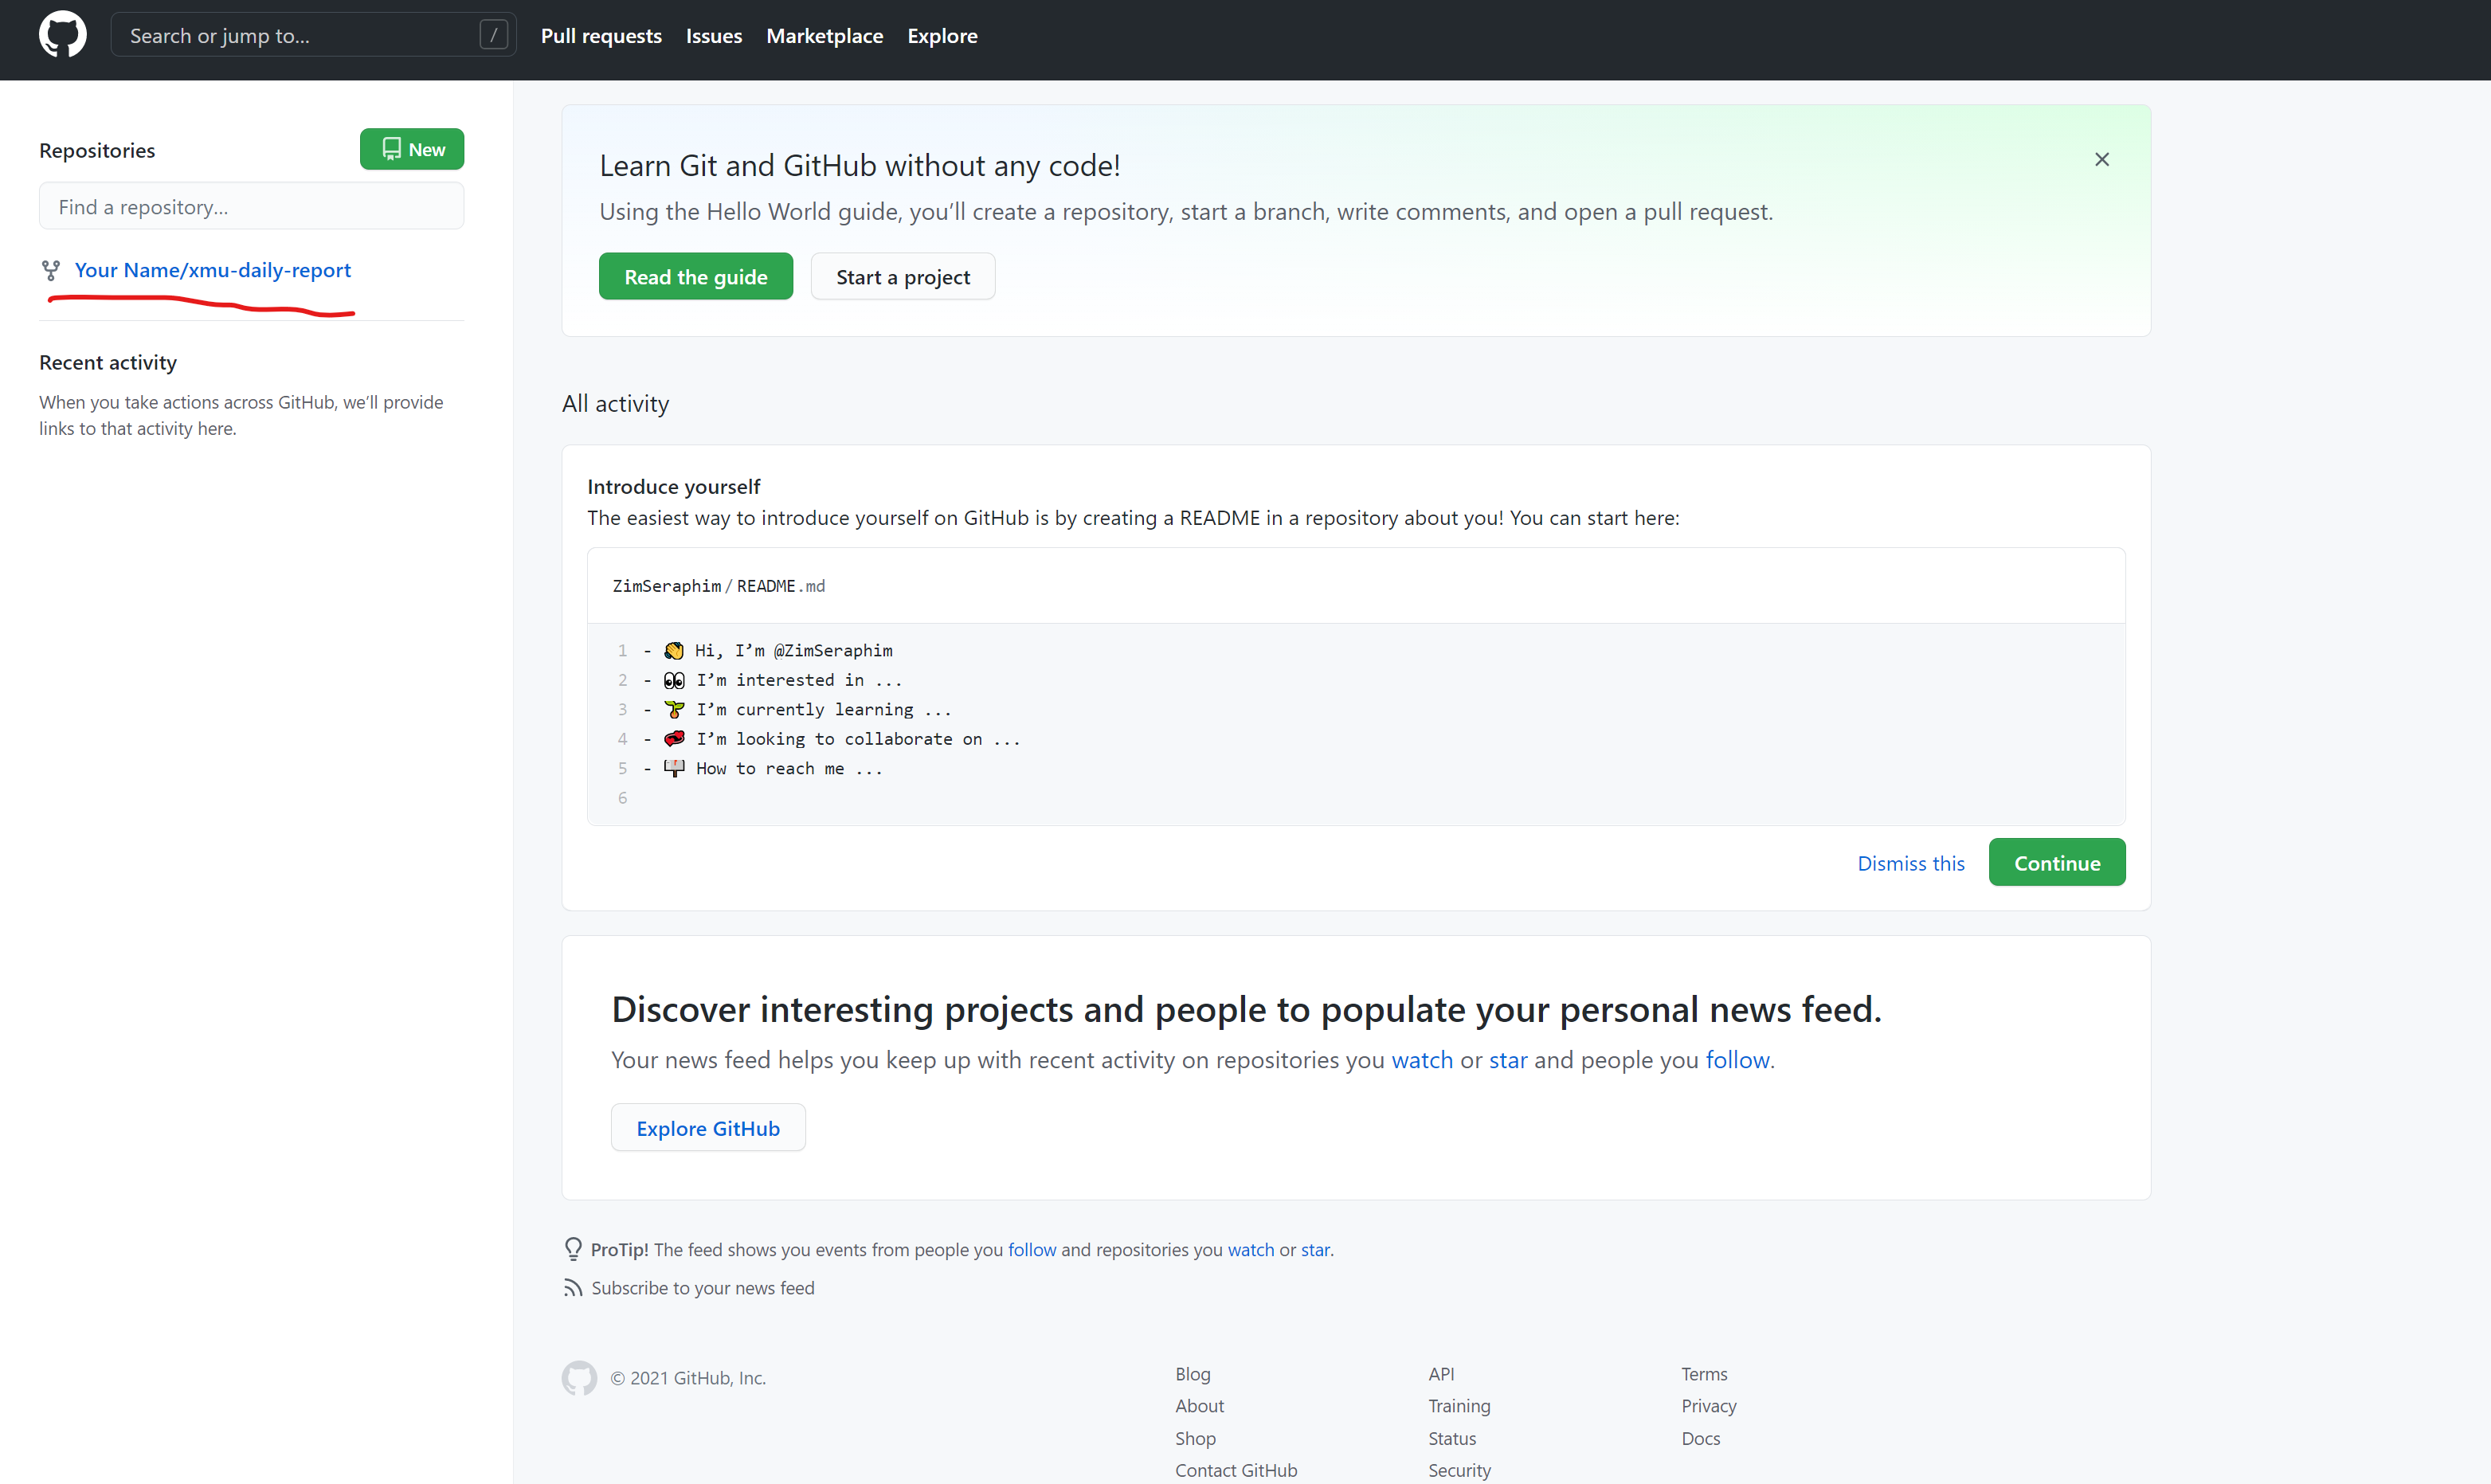 Search or jump to...
/
Pull requests
Issues
Marketplace
Explore
Repositories
New
Find a repository...
Your Name/xmu-daily-report
Recent activity
When you take actions across GitHub, we’ll provide
links to that activity here.
Learn Git and GitHub without any code!
Using the Hello World guide, you’ll create a repository, start a branch, write comments, and open a pull request.
Read the guide
Start a project
All activity
Introduce yourself
The easiest way to introduce yourself on GitHub is by creating a README in a repository about you! You can start here:
ZimSeraphim/README.md
1 - 👋 Hi, I’m @ZimSeraphim
2 - 👀 I’m interested in ...
3 - 🌱 I’m currently learning ...
4 - 💞️ I’m looking to collaborate on ...
5 - 📫 How to reach me ...
6
Dismiss this
Continue
Discover interesting projects and people to populate your personal news feed.
Your news feed helps you keep up with recent activity on repositories you watch or star and people you follow.
Explore GitHub
ProTip! The feed shows you events from people you follow and repositories you watch or star.
Subscribe to your news feed
© 2021 GitHub, Inc.
Blog
About
Shop
Contact GitHub
API
Training
Status
Security
Terms
Privacy
Docs